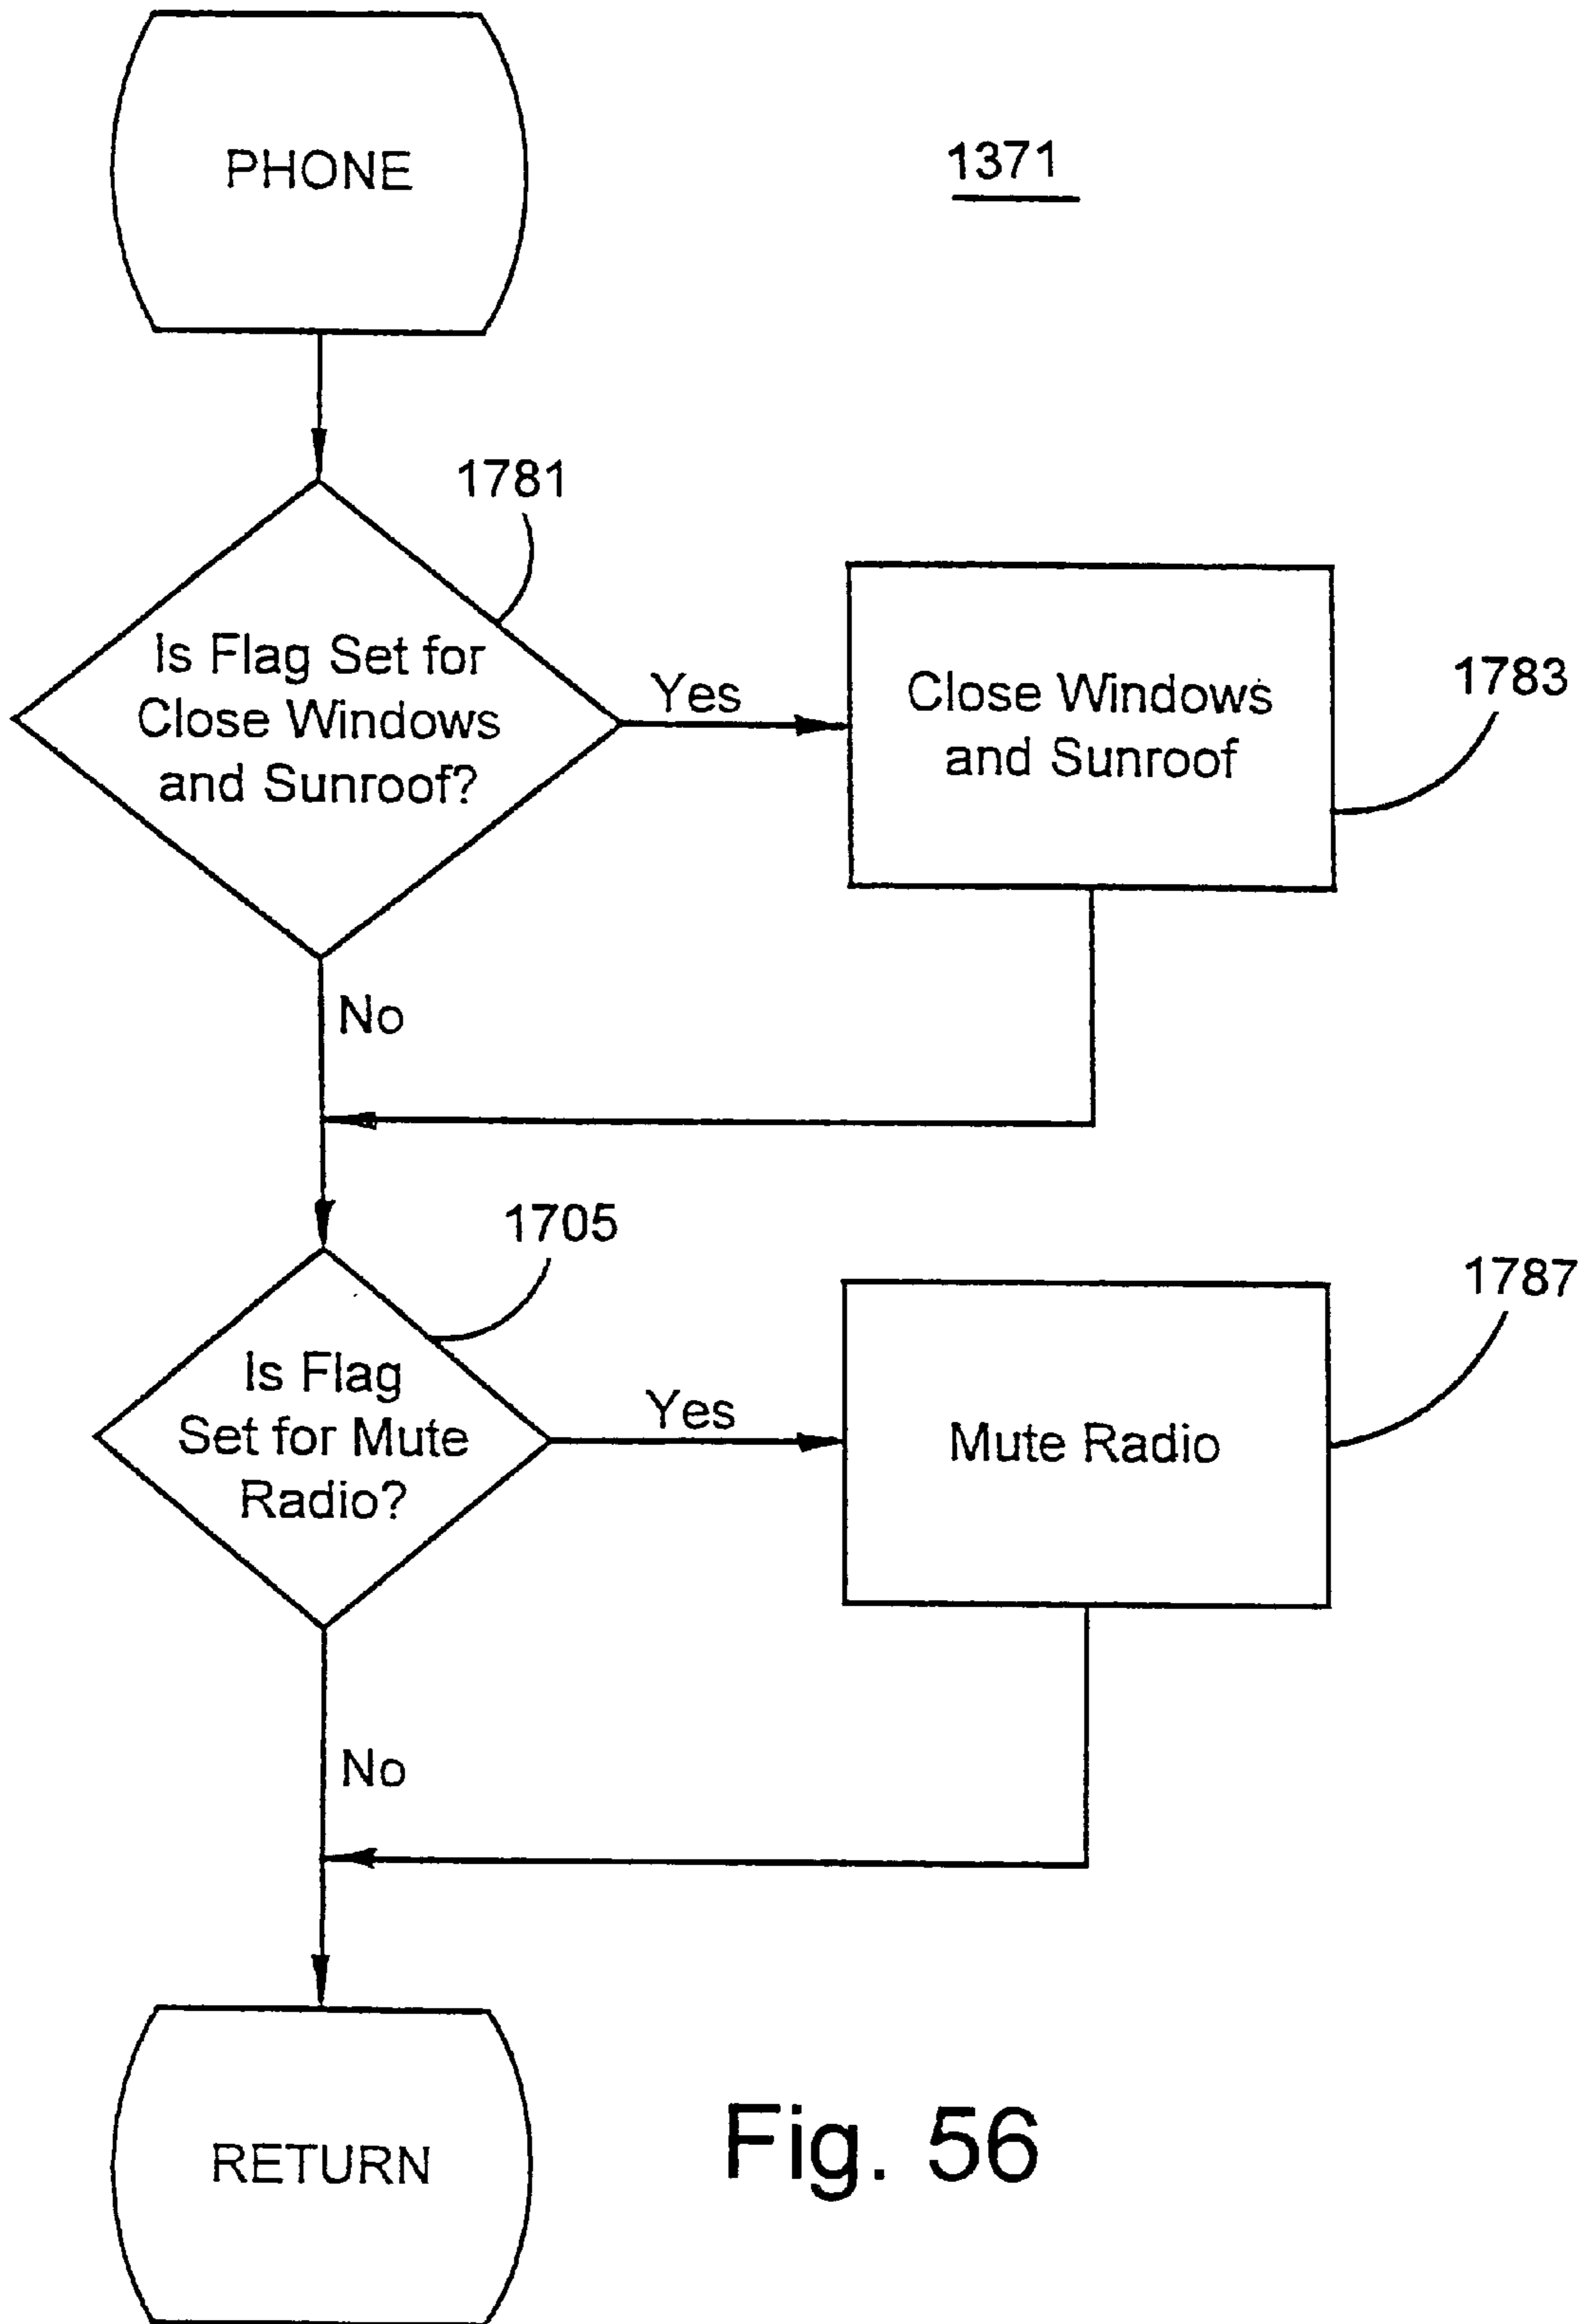 PHONE
1371
1781
Is Flag Set for
Close Windows
and Sunroof?
Yes
Close Windows
and Sunroof
1783
No
1705
Is Flag
Set for Mute
Radio?
Yes
Mute Radio
1787
No
RETURN
Fig. 56